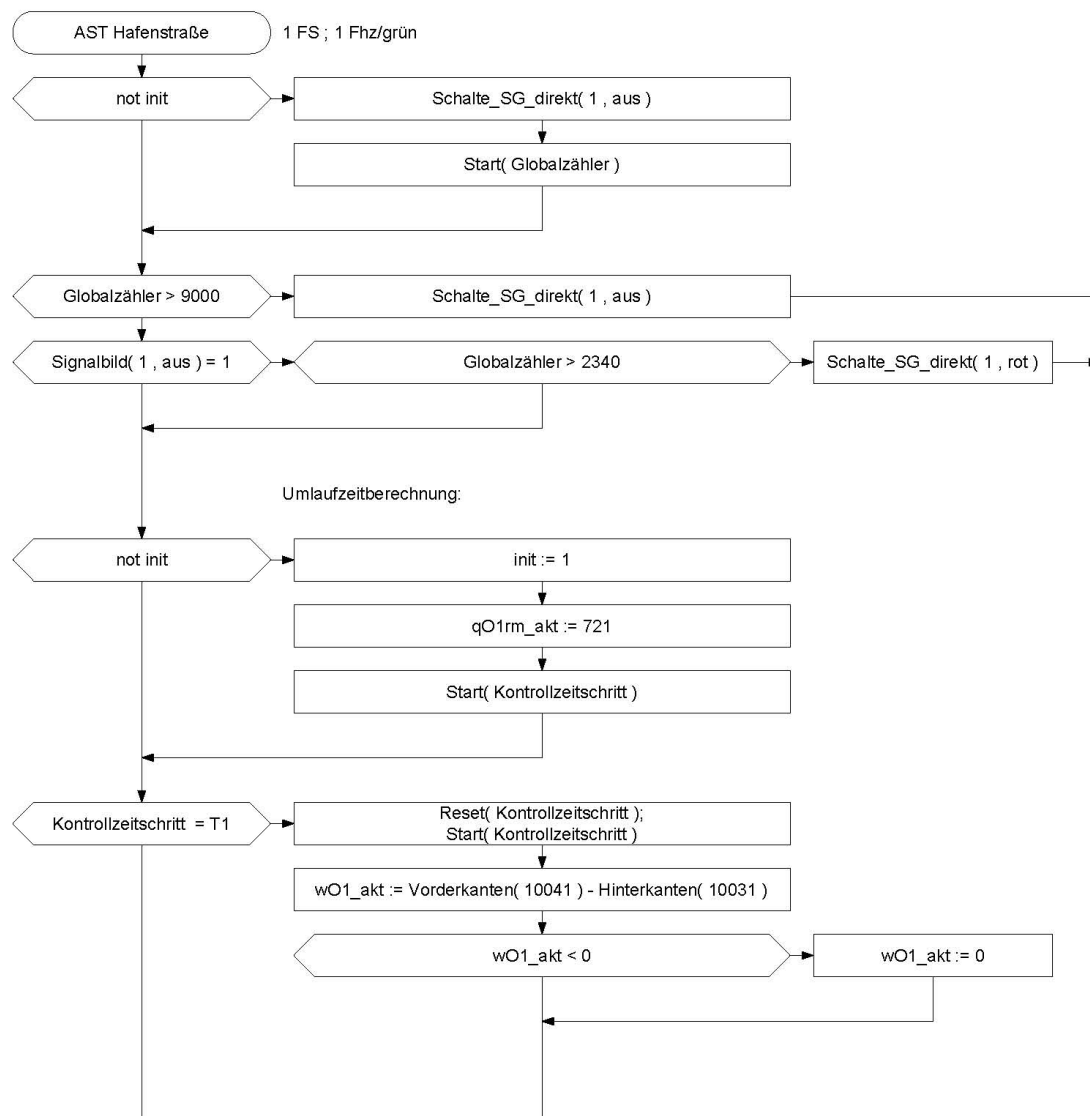 AST Hafenstraße
1 FS ; 1 Fhz/grün
not init
Schalte_SG_direkt( 1 , aus )
Start( Globalzähler )
Globalzähler > 9000
Schalte_SG_direkt( 1 , aus )
Signalbild( 1 , aus ) = 1
Globalzähler > 2340
Schalte_SG_direkt( 1 , rot )
Umlaufzeitberechnung:
not init
init := 1
qO1rm_akt := 721
Start( Kontrollzeitschritt )
Kontrollzeitschritt = T1
Reset( Kontrollzeitschritt );
Start( Kontrollzeitschritt )
wO1_akt := Vorderkanten( 10041 ) - Hinterkanten( 10031 )
wO1_akt < 0
wO1_akt := 0